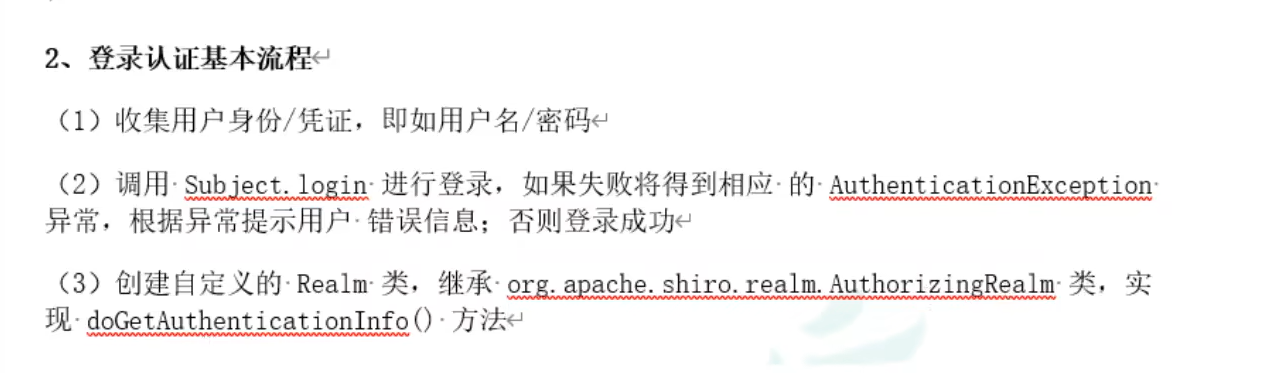 2、登录认证基本流程
（1）收集用户身份/凭证，即如用户名/密码
（2）调用 Subject.login 进行登录，如果失败将得到相应 的 AuthenticationException
异常，根据异常提示用户 错误信息；否则登录成功
（3）创建自定义的 Realm 类，继承 org.apache.shiro.realm.AuthorizingRealm 类，实
现 doGetAuthenticationInfo() 方法